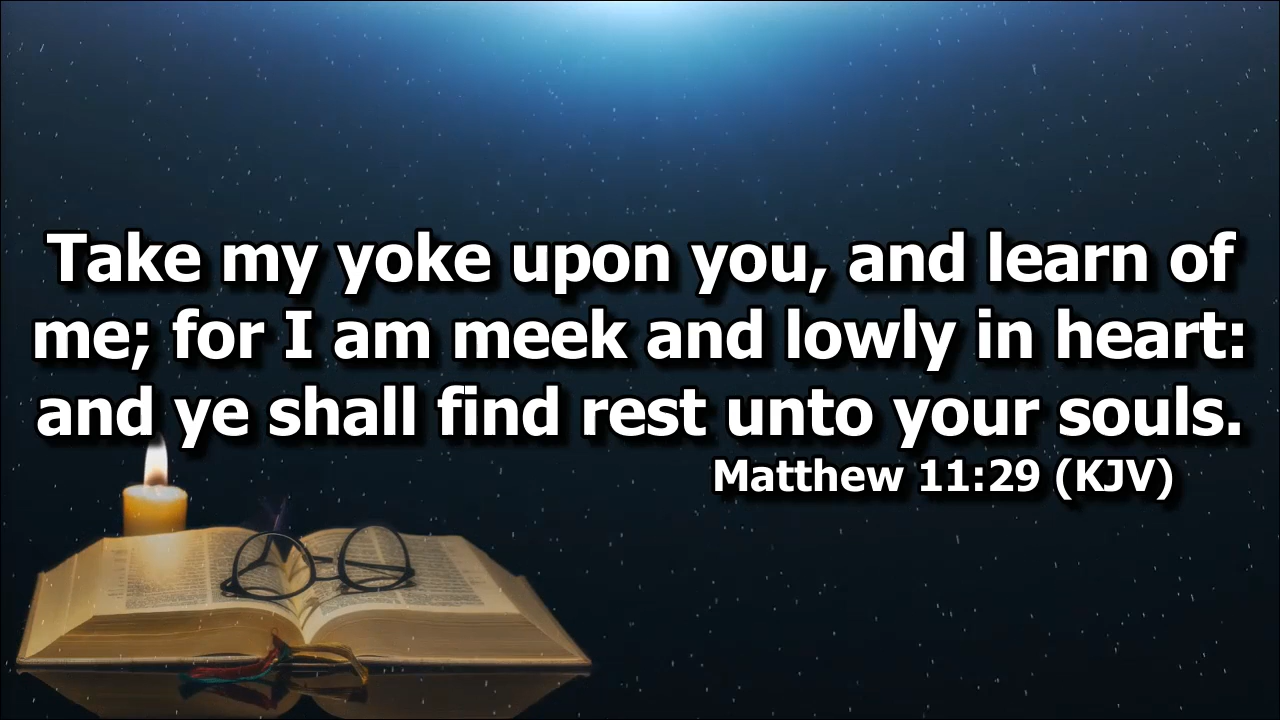 Take my yoke upon you, and learn of
me; for I am meek and lowly in heart:
and ye shall find rest unto your souls.
Matthew 11:29 (KJV)